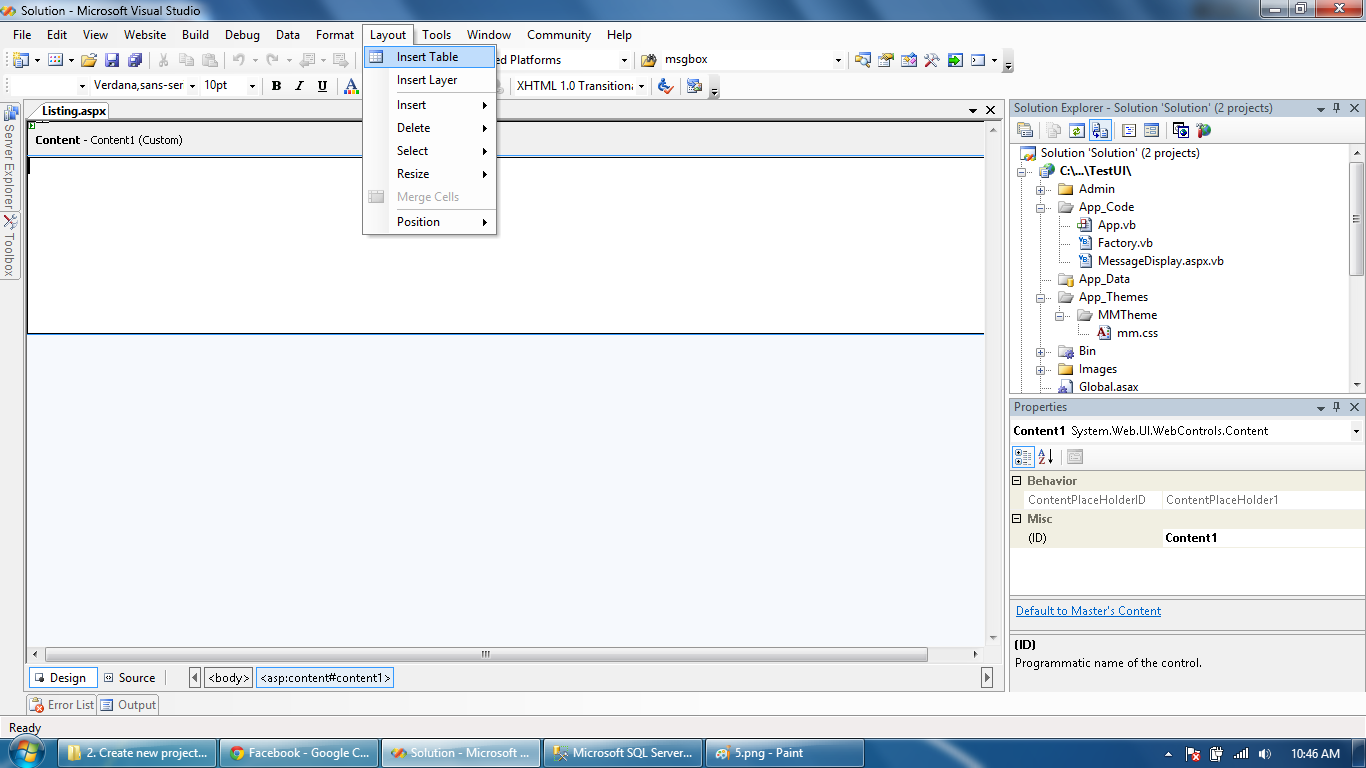 Solution - Microsoft Visual Studio
File Edit View Website Build Debug Data Format Layout Tools Window Community Help
ed Platforms msgbox
Verdana,sans-ser 10pt B I U A XHTML 1.0 Transitiona
Insert Table
Insert Layer
Insert
Delete
Select
Resize
Merge Cells
Position
Server Explorer
Toolbox
Listing.aspx
Content - Content1 (Custom)
Design Source <body> <asp:content#content1>
Error List Output
Solution Explorer - Solution 'Solution' (2 projects)
Solution 'Solution' (2 projects)
C:\...\TestUI\
Admin
App_Code
App.vb
Factory.vb
MessageDisplay.aspx.vb
App_Data
App_Themes
MMTheme
mm.css
Bin
Images
Global.asax
Properties
Content1 System.Web.UI.WebControls.Content
Behavior
ContentPlaceHolderID ContentPlaceHolder1
Misc
(ID) Content1
Default to Master's Content
(ID)
Programmatic name of the control.
Ready
2. Create new project... Facebook - Google C... Solution - Microsoft ... Microsoft SQL Server... 5.png - Paint 10:46 AM